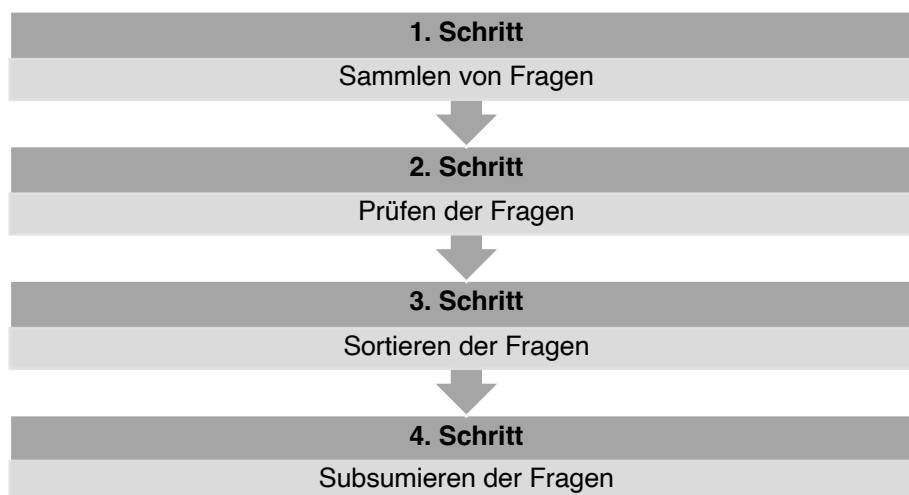 1. Schritt
Sammlen von Fragen
2. Schritt
Prüfen der Fragen
3. Schritt
Sortieren der Fragen
4. Schritt
Subsumieren der Fragen